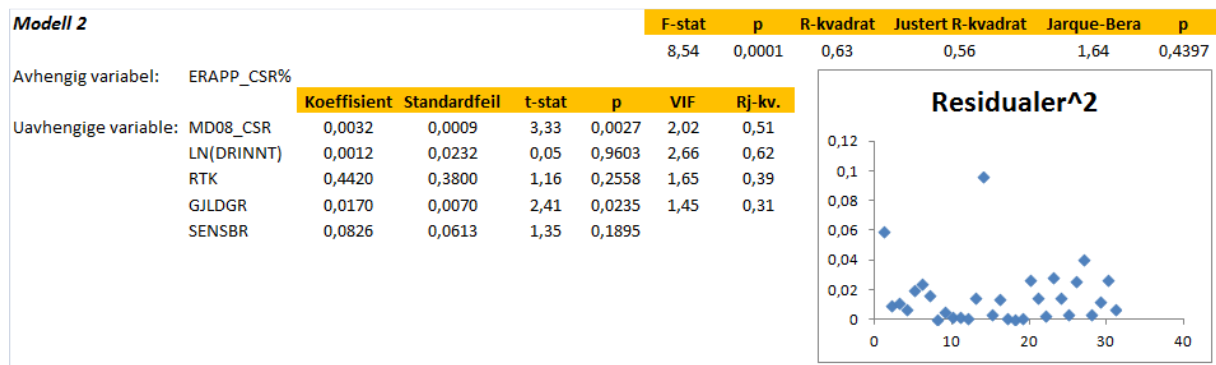 Modell 2
F-stat p R-kvadrat Justert R-kvadrat Jarque-Bera p
8,54 0,0001 0,63 0,56 1,64 0,4397
Avhengig variabel: ERAPP_CSR%
Koeffisient Standardfeil t-stat p VIF Rj-kv.
Uavhengige variable: MD08_CSR 0,0032 0,0009 3,33 0,0027 2,02 0,51
LN(DRINNT) 0,0012 0,0232 0,05 0,9603 2,66 0,62
RTK 0,4420 0,3800 1,16 0,2558 1,65 0,39
GJLDGR 0,0170 0,0070 2,41 0,0235 1,45 0,31
SENSBR 0,0826 0,0613 1,35 0,1895
Residualer^2
0,12
0,1
0,08
0,06
0,04
0,02
0
0 10 20 30 40